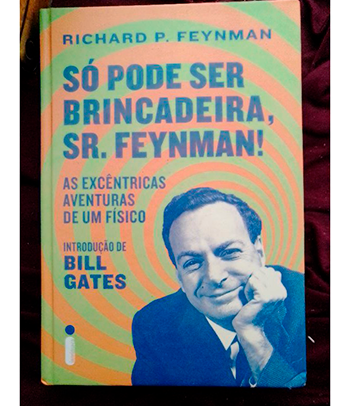 RICHARD P. FEYNMAN
SÓ PODE SER
BRINCADEIRA,
SR. FEYNMAN!
AS EXCÊNTRICAS
AVENTURAS
DE UM FÍSICO
INTRODUÇÃO DE
BILL
GATES